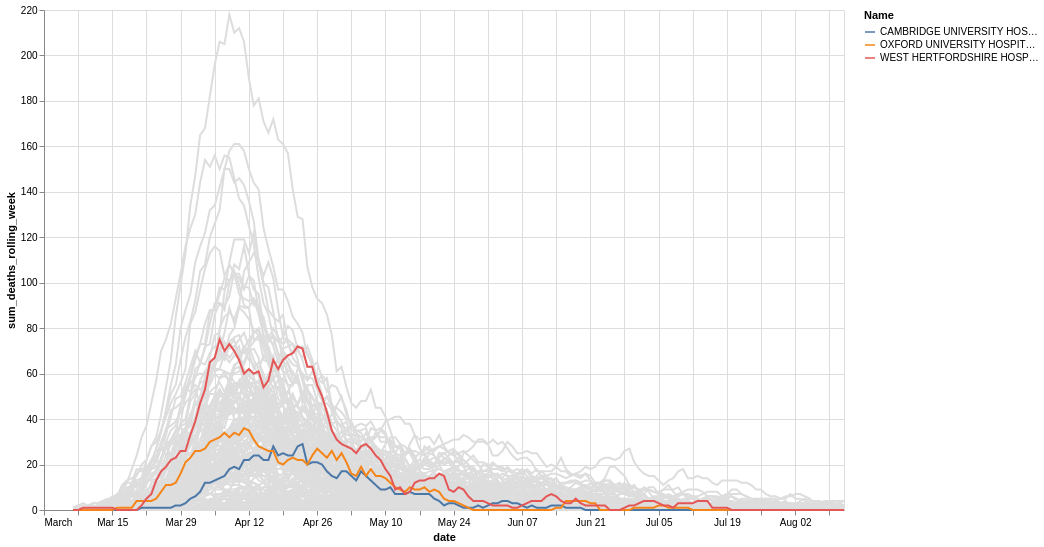 sum_deaths_rolling_week
220
200
180
160
140
120
100
80
60
40
20
0
March Mar 15 Mar 29 Apr 12 Apr 26 May 10 May 24 Jun 07 Jun 21 Jul 05 Jul 19 Aug 02
date
Name
CAMBRIDGE UNIVERSITY HOS…
OXFORD UNIVERSITY HOSPIT…
WEST HERTFORDSHIRE HOSP…